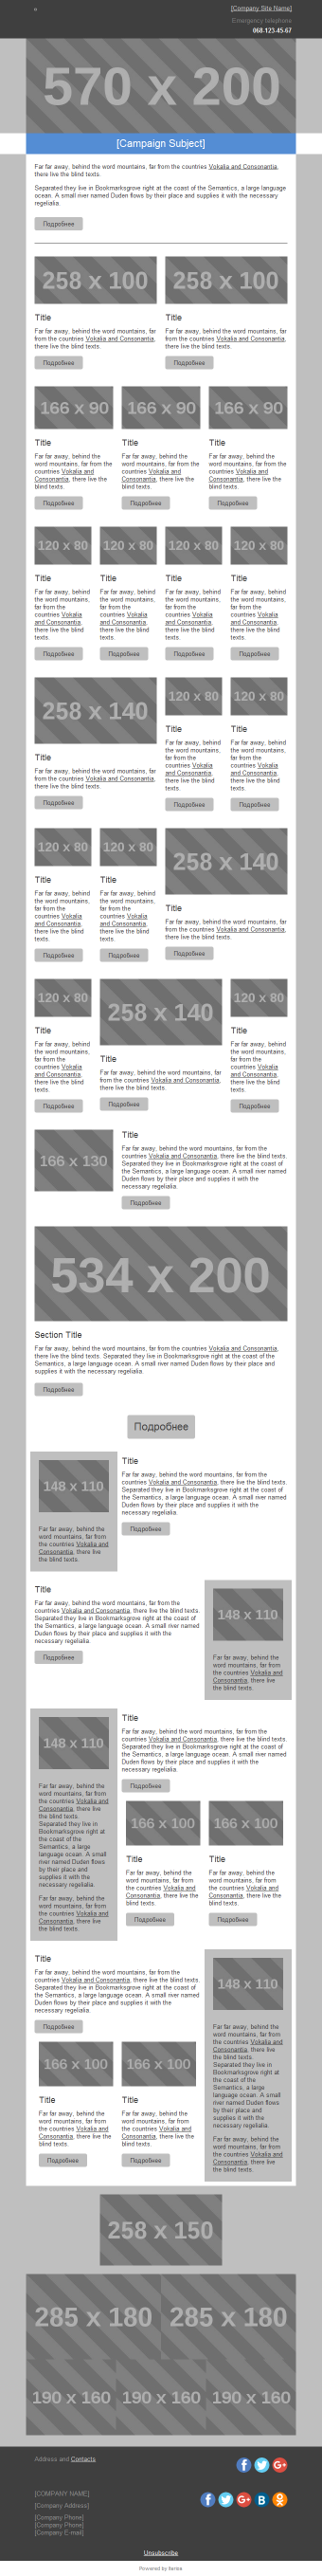 [Company Site Name]
Emergency telephone
068-123-45-67
570 x 200
[Campaign Subject]
Far far away, behind the word mountains, far from the countries Vokalia and Consonantia,
there live the blind texts.
Separated they live in Bookmarksgrove right at the coast of the Semantics, a large language
ocean. A small river named Duden flows by their place and supplies it with the necessary
regelialia.
Подробнее
258 x 100
Title
Far far away, behind the word mountains, far
from the countries Vokalia and Consonantia,
there live the blind texts.
Подробнее
258 x 100
Title
Far far away, behind the word mountains, far
from the countries Vokalia and Consonantia,
there live the blind texts.
Подробнее
166 x 90
Title
Far far away, behind the
word mountains, far from the
countries Vokalia and
Consonantia, there live the
blind texts.
Подробнее
166 x 90
Title
Far far away, behind the
word mountains, far from the
countries Vokalia and
Consonantia, there live the
blind texts.
Подробнее
166 x 90
Title
Far far away, behind the
word mountains, far from the
countries Vokalia and
Consonantia, there live the
blind texts.
Подробнее
120 x 80
Title
Far far away, behind
the word mountains,
far from the
countries Vokalia
and Consonantia,
there live the blind
texts.
Подробнее
120 x 80
Title
Far far away, behind
the word mountains,
far from the
countries Vokalia
and Consonantia,
there live the blind
texts.
Подробнее
120 x 80
Title
Far far away, behind
the word mountains,
far from the
countries Vokalia
and Consonantia,
there live the blind
texts.
Подробнее
120 x 80
Title
Far far away, behind
the word mountains,
far from the
countries Vokalia
and Consonantia,
there live the blind
texts.
Подробнее
258 x 140
Title
Far far away, behind the word mountains, far
from the countries Vokalia and Consonantia,
there live the blind texts.
Подробнее
120 x 80
Title
Far far away, behind
the word mountains,
far from the
countries Vokalia
and Consonantia,
there live the blind
texts.
Подробнее
120 x 80
Title
Far far away, behind
the word mountains,
far from the
countries Vokalia
and Consonantia,
there live the blind
texts.
Подробнее
120 x 80
Title
Far far away, behind
the word mountains,
far from the
countries Vokalia
and Consonantia,
there live the blind
texts.
Подробнее
120 x 80
Title
Far far away, behind
the word mountains,
far from the
countries Vokalia
and Consonantia,
there live the blind
texts.
Подробнее
258 x 140
Title
Far far away, behind the word mountains, far
from the countries Vokalia and Consonantia,
there live the blind texts.
Подробнее
120 x 80
Title
Far far away, behind
the word mountains,
far from the
countries Vokalia
and Consonantia,
there live the blind
texts.
Подробнее
258 x 140
Title
Far far away, behind the word mountains, far
from the countries Vokalia and Consonantia,
there live the blind texts.
Подробнее
120 x 80
Title
Far far away, behind
the word mountains,
far from the
countries Vokalia
and Consonantia,
there live the blind
texts.
Подробнее
166 x 130
Title
Far far away, behind the word mountains, far from the
countries Vokalia and Consonantia, there live the blind texts.
Separated they live in Bookmarksgrove right at the coast of
the Semantics, a large language ocean. A small river named
Duden flows by their place and supplies it with the
necessary regelialia.
Подробнее
534 x 200
Section Title
Far far away, behind the word mountains, far from the countries Vokalia and Consonantia,
there live the blind texts. Separated they live in Bookmarksgrove right at the coast of the
Semantics, a large language ocean. A small river named Duden flows by their place and
supplies it with the necessary regelialia.
Подробнее
Подробнее
148 x 110
Far far away, behind the
word mountains, far from
the countries Vokalia and
Consonantia, there live
the blind texts.
Title
Far far away, behind the word mountains, far from the
countries Vokalia and Consonantia, there live the blind texts.
Separated they live in Bookmarksgrove right at the coast of
the Semantics, a large language ocean. A small river named
Duden flows by their place and supplies it with the
necessary regelialia.
Подробнее
Title
Far far away, behind the word mountains, far from the
countries Vokalia and Consonantia, there live the blind texts.
Separated they live in Bookmarksgrove right at the coast of
the Semantics, a large language ocean. A small river named
Duden flows by their place and supplies it with the
necessary regelialia.
Подробнее
148 x 110
Far far away, behind the
word mountains, far from
the countries Vokalia and
Consonantia, there live
the blind texts.
148 x 110
Far far away, behind the
word mountains, far from
the countries Vokalia and
Consonantia, there live
the blind texts.
Separated they live in
Bookmarksgrove right at
the coast of the
Semantics, a large
language ocean. A small
river named Duden flows
by their place and
supplies it with the
necessary regelialia.
Far far away, behind the
word mountains, far from
the countries Vokalia and
Consonantia, there live
the blind texts.
Title
Far far away, behind the word mountains, far from the
countries Vokalia and Consonantia, there live the blind texts.
Separated they live in Bookmarksgrove right at the coast of
the Semantics, a large language ocean. A small river named
Duden flows by their place and supplies it with the
necessary regelialia.
Подробнее
166 x 100
Title
Far far away, behind the
word mountains, far from
the countries Vokalia and
Consonantia, there live the
blind texts.
Подробнее
166 x 100
Title
Far far away, behind the
word mountains, far from
the countries Vokalia and
Consonantia, there live the
blind texts.
Подробнее
Title
Far far away, behind the word mountains, far from the
countries Vokalia and Consonantia, there live the blind texts.
Separated they live in Bookmarksgrove right at the coast of
the Semantics, a large language ocean. A small river named
Duden flows by their place and supplies it with the
necessary regelialia.
Подробнее
166 x 100
Title
Far far away, behind the
word mountains, far from
the countries Vokalia and
Consonantia, there live the
blind texts.
Подробнее
166 x 100
Title
Far far away, behind the
word mountains, far from
the countries Vokalia and
Consonantia, there live the
blind texts.
Подробнее
148 x 110
Far far away, behind the
word mountains, far from
the countries Vokalia and
Consonantia, there live
the blind texts.
Separated they live in
Bookmarksgrove right at
the coast of the
Semantics, a large
language ocean. A small
river named Duden flows
by their place and
supplies it with the
necessary regelialia.
Far far away, behind the
word mountains, far from
the countries Vokalia and
Consonantia, there live
the blind texts.
258 x 150
285 x 180
285 x 180
190 x 160
190 x 160
190 x 160
Address and Contacts
[COMPANY NAME]
[Company Address]
[Company Phone]
[Company Phone]
[Company E-mail]
Unsubscribe